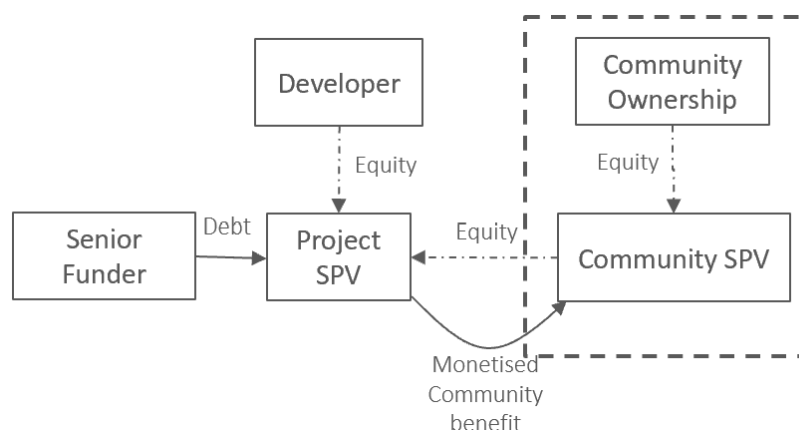 Developer
Community
Ownership
Equity
Equity
Senior
Funder
Debt
Project
SPV
Equity
Community SPV
Monetised
Community
benefit